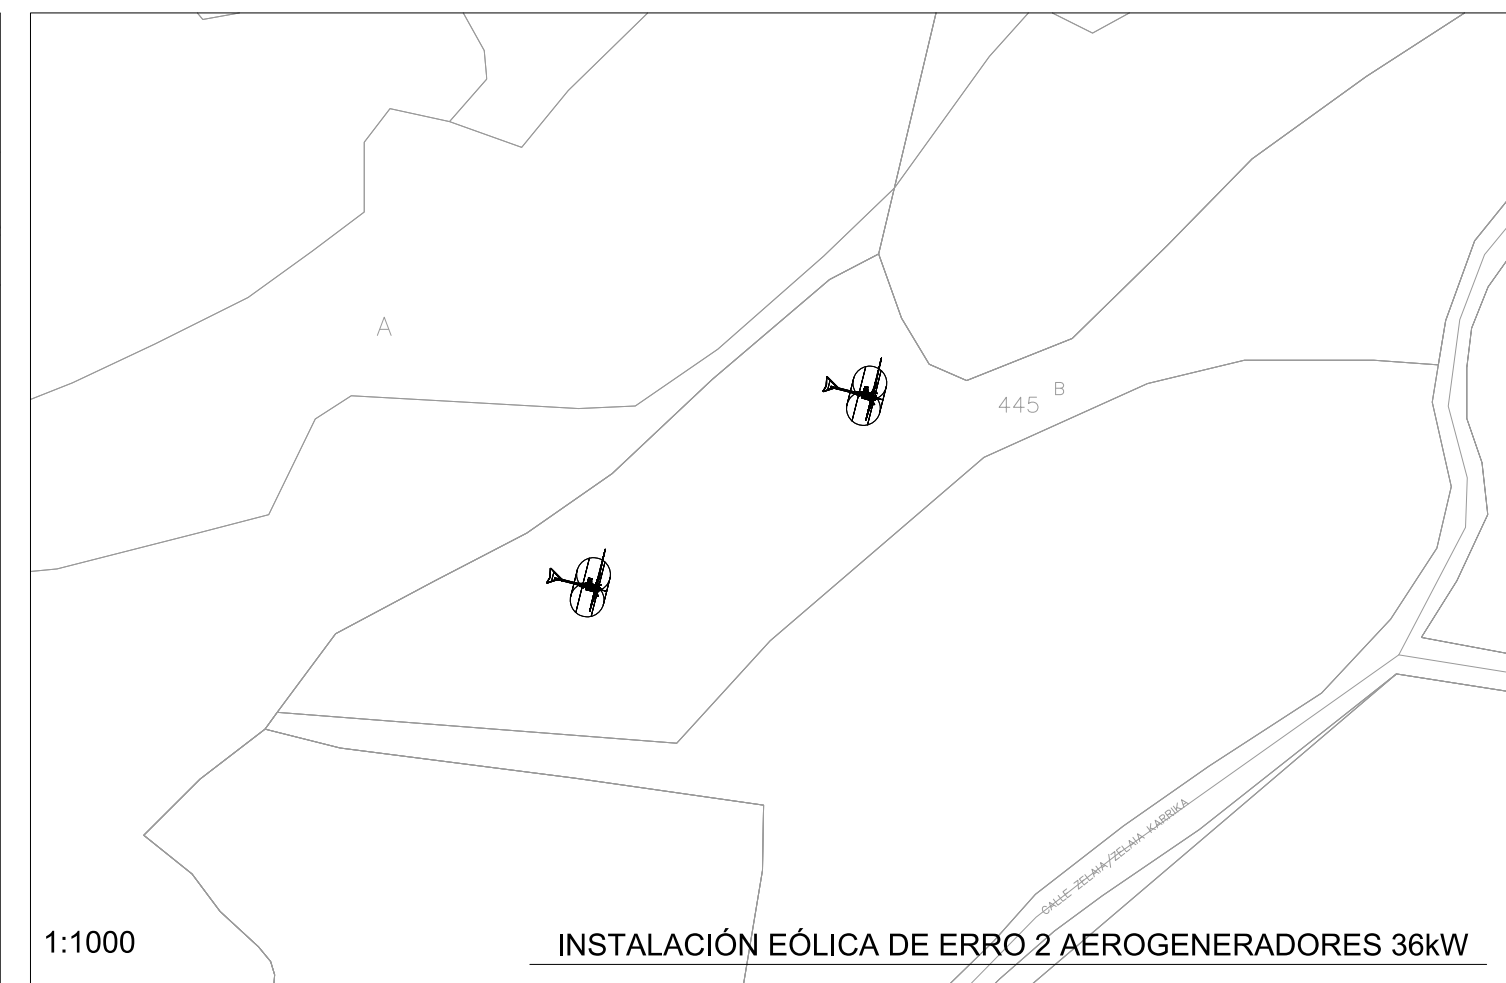 A
B
445
CALLE ZELAIA/ZELAIA KARRIKA
1:1000
INSTALACIÓN EÓLICA DE ERRO 2 AEROGENERADORES 36kW